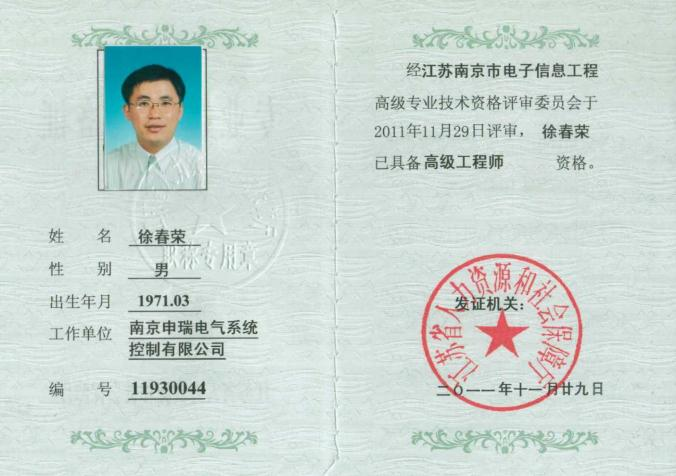 姓 名 徐春荣
性 别 男
出生年月 1971.03
工作单位 南京申瑞电气系统
控制有限公司
编 号 11930044
职称专用章
经江苏南京市电子信息工程
高级专业技术资格评审委员会于
2011年11月29日评审，徐春荣
已具备高级工程师 资格。
江苏省人力资源和社会保障厅
发证机关：
二〇一一年十一月廿九日